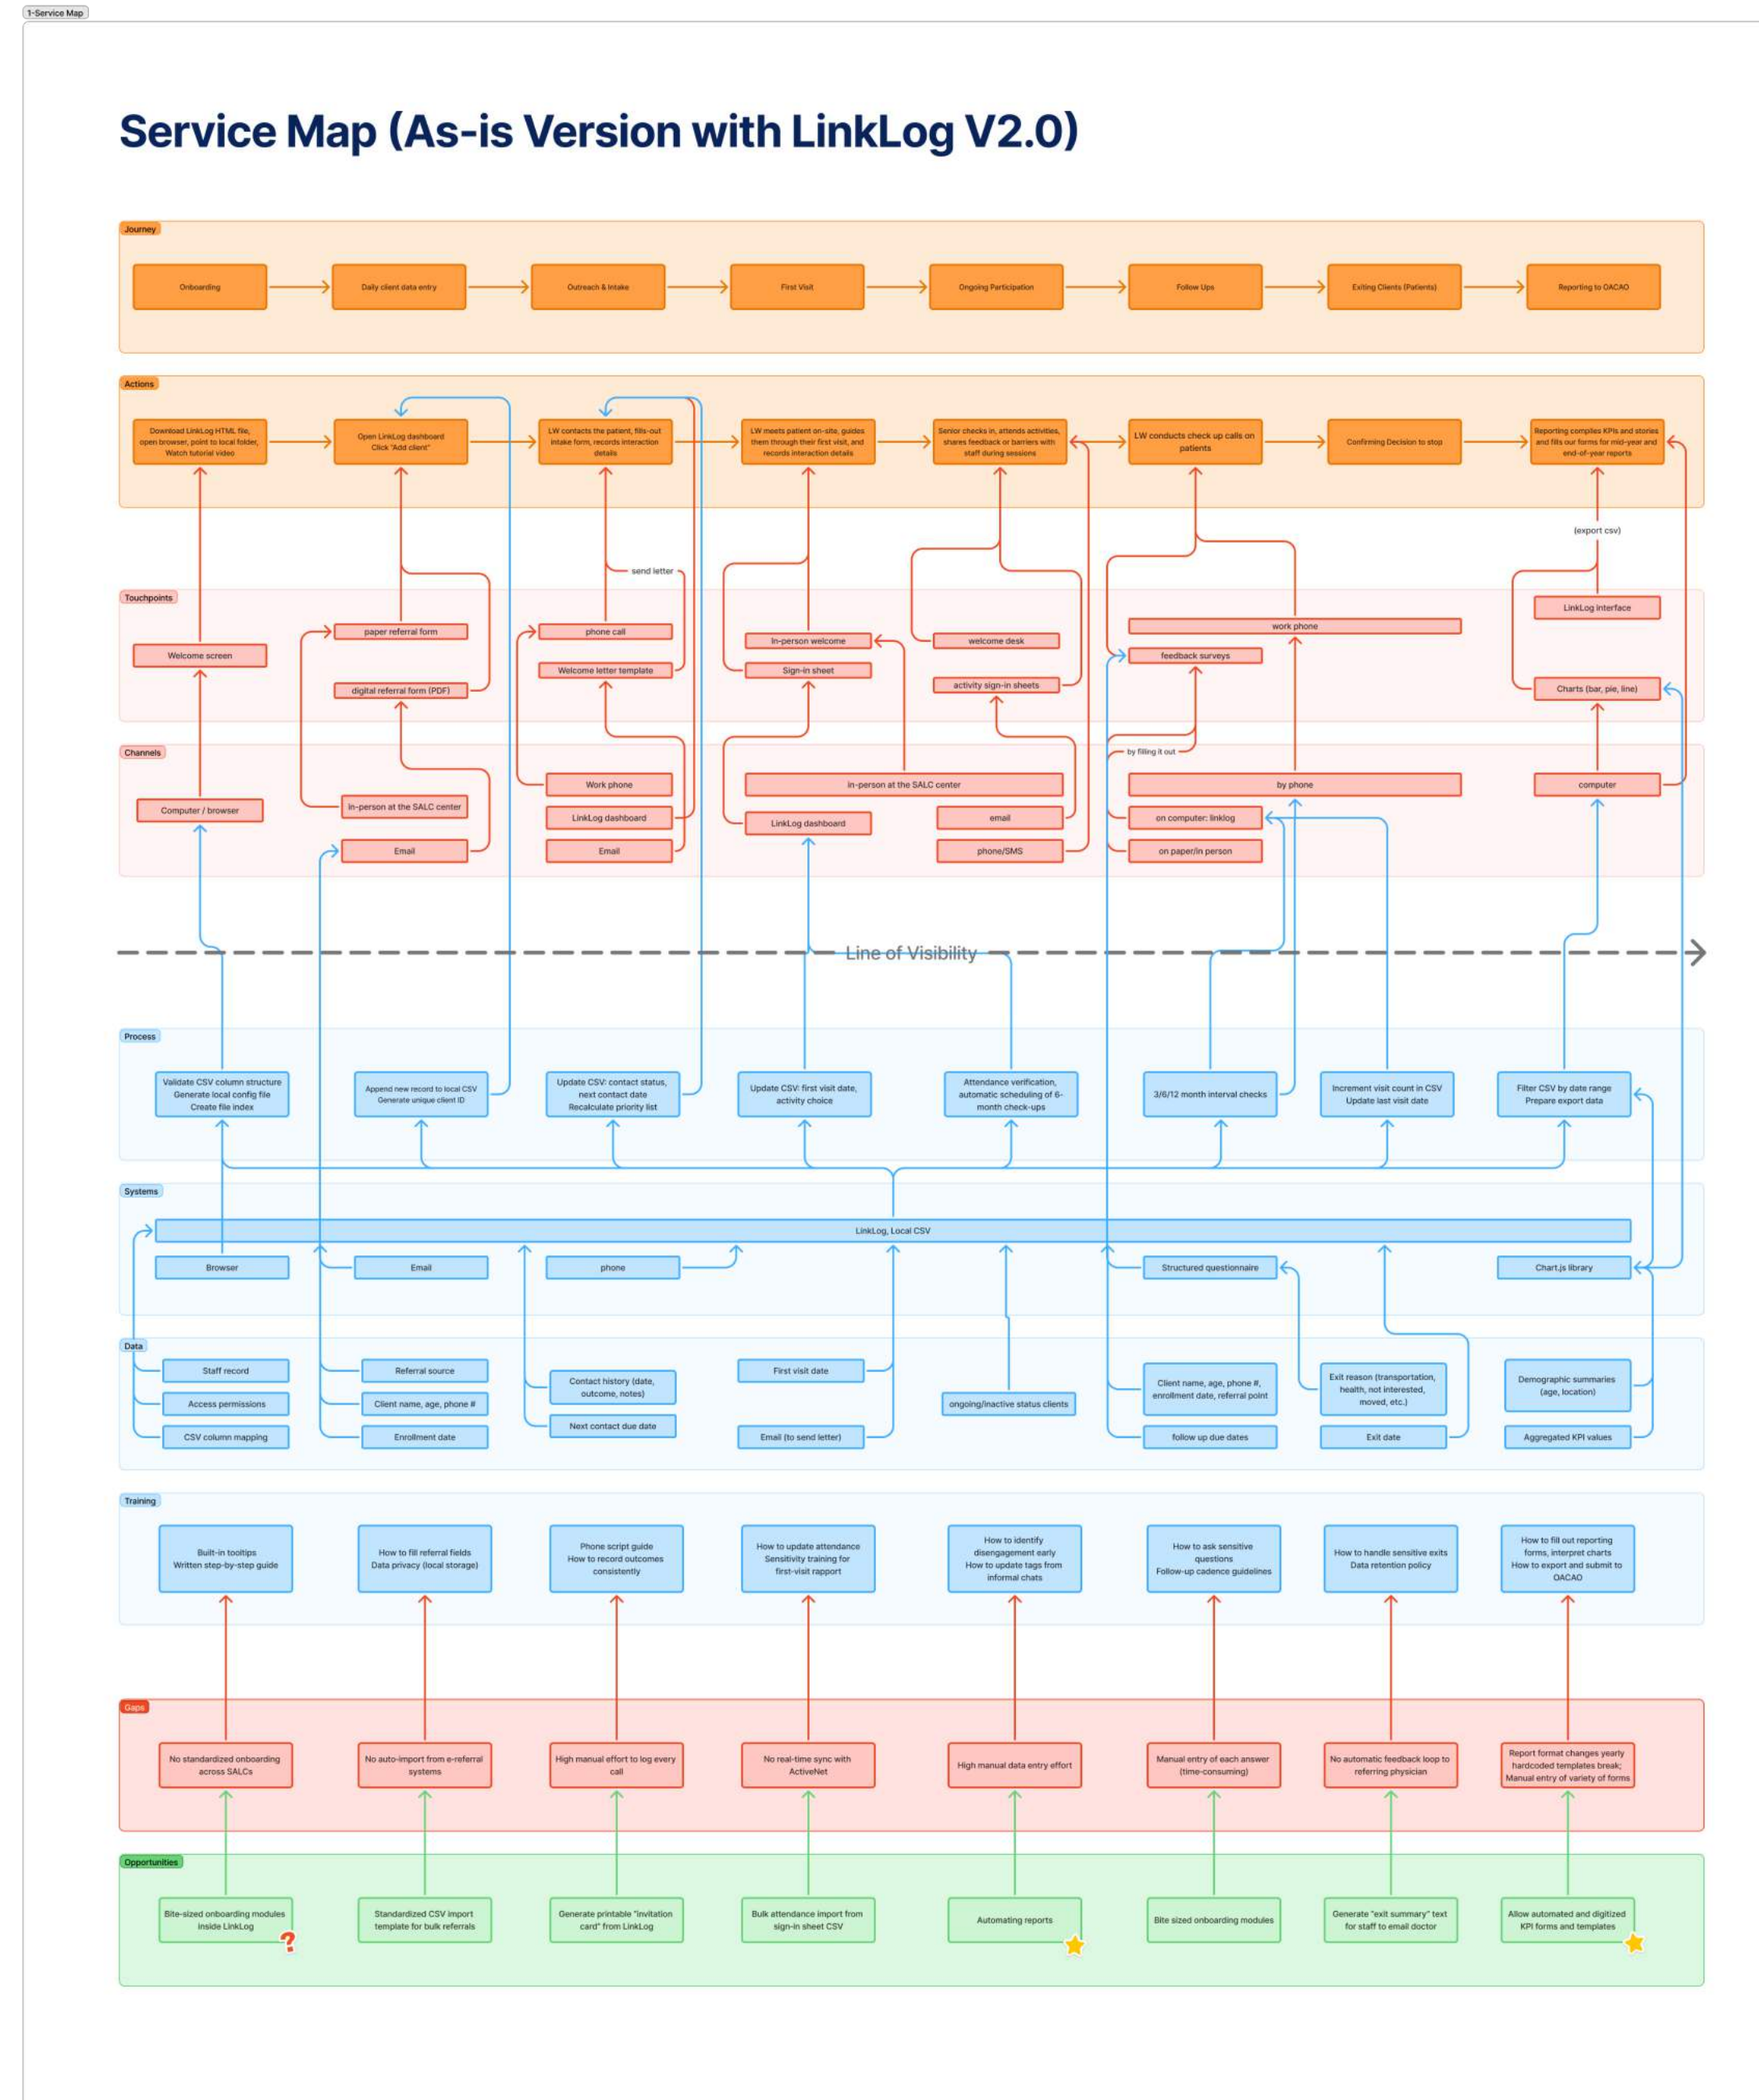 1-Service Map
Service Map (As-is Version with LinkLog V2.0)
Journey
Onboarding
Daily client data entry
Outreach & Intake
First Visit
Ongoing Participation
Follow Ups
Exiting Clients (Patients)
Reporting to OACAO
Actions
Download LinkLog HTML file,
open browser, point to local folder,
Watch tutorial video
Open LinkLog dashboard
Click "Add client"
LW contacts the patient, fills-out
intake form, records interaction
details
LW meets patient on-site, guides
them through their first visit, and
records interaction details
Senior checks in, attends activities,
shares feedback or barriers with
staff during sessions
LW conducts check up calls on
patients
Confirming Decision to stop
Reporting complies KPIs and stories
and fills our forms for mid-year and
end-of-year reports
(export csv)
send letter
Touchpoints
Welcome screen
paper referral form
digital referral form (PDF)
phone call
Welcome letter template
In-person welcome
Sign-in sheet
welcome desk
activity sign-in sheets
work phone
feedback surveys
LinkLog interface
Charts (bar, pie, line)
Channels
by filling it out
Computer / browser
In-person at the SALC center
Email
Work phone
LinkLog dashboard
Email
in-person at the SALC center
LinkLog dashboard
email
phone/SMS
by phone
on computer: linklog
on paper/in person
computer
Line of Visibility
Process
Validate CSV column structure
Generate local config file
Create file index
Append new record to local CSV
Generate unique client ID
Update CSV: contact status,
next contact date
Recalculate priority list
Update CSV: first visit date,
activity choice
Attendance verification,
automatic scheduling of 6-
month check-ups
3/6/12 month interval checks
Increment visit count in CSV
Update last visit date
Filter CSV by date range
Prepare export data
Systems
LinkLog, Local CSV
Browser
Email
phone
Structured questionnaire
Chart.js library
Data
Staff record
Access permissions
CSV column mapping
Referral source
Client name, age, phone #
Enrollment date
Contact history (date,
outcome, notes)
Next contact due date
First visit date
Email (to send letter)
ongoing/inactive status clients
Client name, age, phone #,
enrollment date, referral point
follow up due dates
Exit reason (transportation,
health, not interested,
moved, etc.)
Exit date
Demographic summaries
(age, location)
Aggregated KPI values
Training
Built-in tooltips
Written step-by-step guide
How to fill referral fields
Data privacy (local storage)
Phone script guide
How to record outcomes
consistently
How to update attendance
Sensitivity training for
first-visit rapport
How to identify
disengagement early
How to update tags from
informal chats
How to ask sensitive
questions
Follow-up cadence guidelines
How to handle sensitive exits
Data retention policy
How to fill out reporting
forms, interpret charts
How to export and submit to
OACAO
Gaps
No standardized onboarding
across SALCs
No auto-import from e-referral
systems
High manual effort to log every
call
No real-time sync with
ActiveNet
High manual data entry effort
Manual entry of each answer
(time-consuming)
No automatic feedback loop to
referring physician
Report format changes yearly
hardcoded templates break;
Manual entry of variety of forms
Opportunities
Bite-sized onboarding modules
inside LinkLog
?
Standardized CSV import
template for bulk referrals
Generate printable "invitation
card" from LinkLog
Bulk attendance import from
sign-in sheet CSV
Automating reports
Bite sized onboarding modules
Generate "exit summary" text
for staff to email doctor
Allow automated and digitized
KPI forms and templates